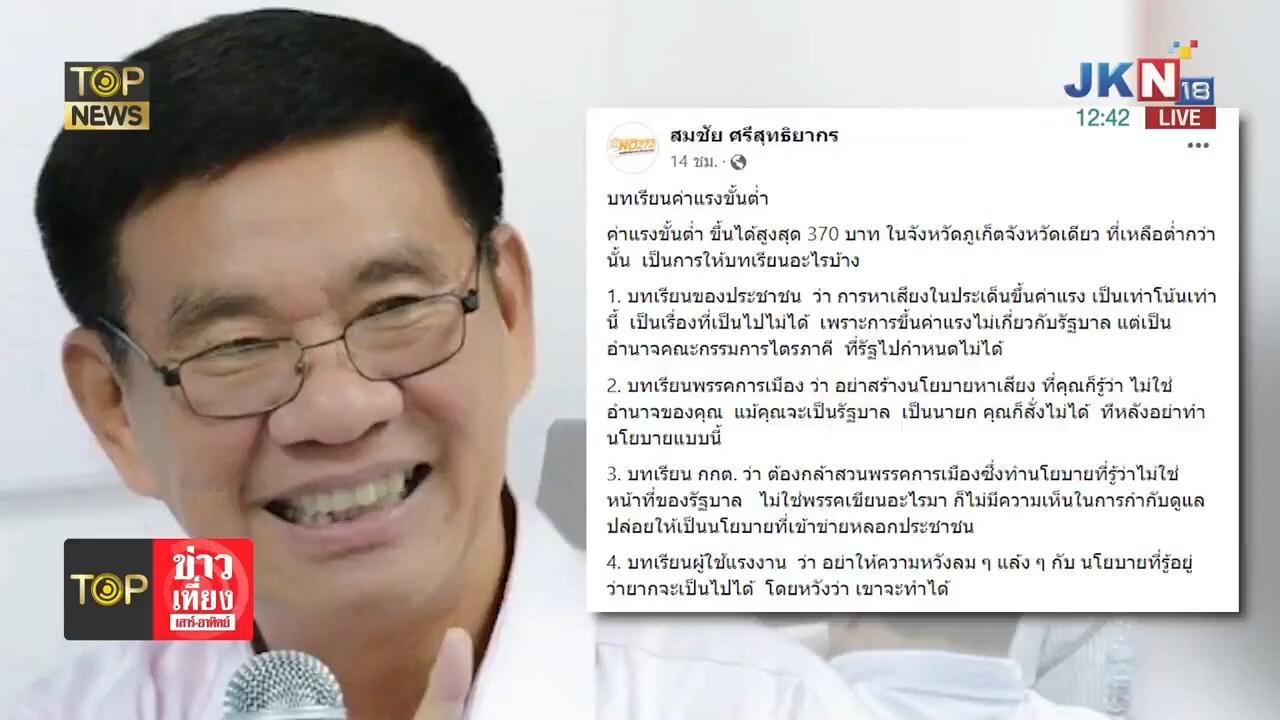 TOP
NEWS
JKN18
12:42 LIVE
สมชัย ศรีสุทธิยากร
14 ชม. ·
บทเรียนค่าแรงขั้นต่ำ
ค่าแรงขั้นต่ำ ขึ้นได้สูงสุด 370 บาท ในจังหวัดภูเก็ตจังหวัดเดียว ที่เหลือต่ำกว่า
นั้น เป็นการให้บทเรียนอะไรบ้าง
1. บทเรียนของประชาชน ว่า การหาเสียงในประเด็นขึ้นค่าแรง เป็นเท่าโน้นเท่า
นี้ เป็นเรื่องที่เป็นไปไม่ได้ เพราะการขึ้นค่าแรงไม่เกี่ยวกับรัฐบาล แต่เป็น
อำนาจคณะกรรมการไตรภาคี ที่รัฐไปกำหนดไม่ได้
2. บทเรียนพรรคการเมือง ว่า อย่าสร้างนโยบายหาเสียง ที่คุณก็รู้ว่า ไม่ใช่
อำนาจของคุณ แม้คุณจะเป็นรัฐบาล เป็นนายก คุณก็สั่งไม่ได้ ทีหลังอย่าทำ
นโยบายแบบนี้
3. บทเรียน กกต. ว่า ต้องกล้าสวนพรรคการเมืองซึ่งทำนโยบายที่รู้ว่าไม่ใช่
หน้าที่ของรัฐบาล ไม่ใช่พรรคเขียนอะไรมา ก็ไม่มีความเห็นในการกำกับดูแล
ปล่อยให้เป็นนโยบายที่เข้าข่ายหลอกประชาชน
4. บทเรียนผู้ใช้แรงงาน ว่า อย่าให้ความหวังลม ๆ แล้ง ๆ กับ นโยบายที่รู้อยู่
ว่ายากจะเป็นไปได้ โดยหวังว่า เขาจะทำได้
TOP
ข่าว
เที่ยง
เสาร์-อาทิตย์